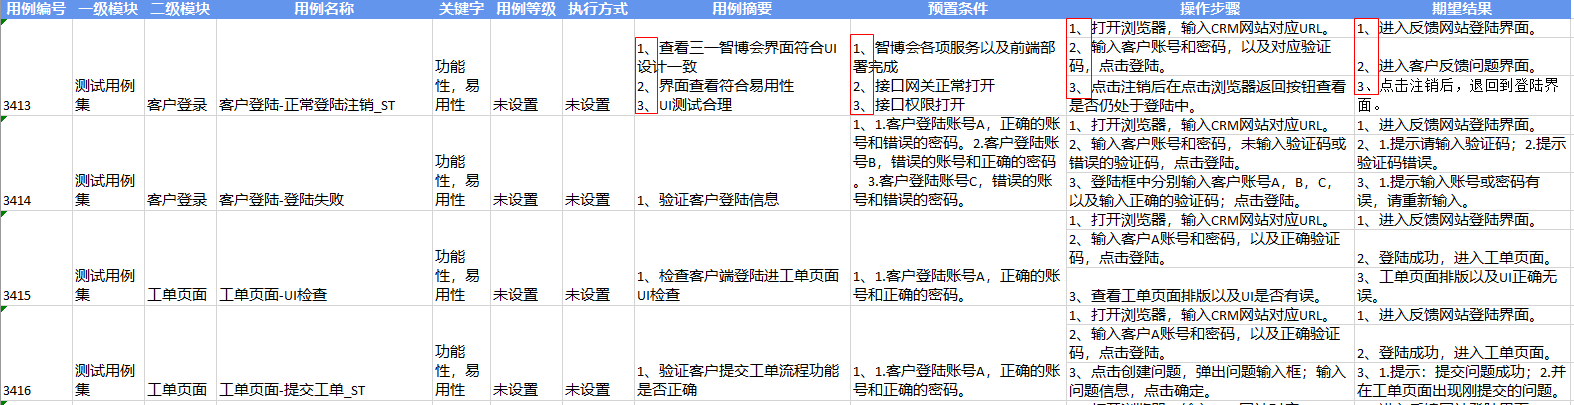 用例编号 一级模块 二级模块 用例名称 关键字 用例等级 执行方式 用例摘要 预置条件 操作步骤 期望结果
3413
测试用例
集
客户登录
客户登陆-正常登陆注销_ST
功能
性，易
用性
未设置
未设置
1、查看三一智博会界面符合UI
设计一致
2、界面查看符合易用性
3、UI测试合理
1、智博会各项服务以及前端部
署完成
2、接口网关正常打开
3、接口权限打开
1、打开浏览器，输入CRM网站对应URL。
2、输入客户账号和密码，以及对应验证
码，点击登陆。
3、点击注销后在点击浏览器返回按钮查看
是否仍处于登陆中。
1、进入反馈网站登陆界面。
2、进入客户反馈问题界面。
3、点击注销后，退回到登陆界
面。
3414
测试用例
集
客户登录
客户登陆-登陆失败
功能
性，易
用性
未设置
未设置
1、验证客户登陆信息
1、1.客户登陆账号A，正确的账
号和错误的密码。2.客户登陆账
号B，错误的账号和正确的密码
。3.客户登陆账号C，错误的账
号和错误的密码。
1、打开浏览器，输入CRM网站对应URL。
2、输入客户账号和密码，未输入验证码或
错误的验证码，点击登陆。
3、登陆框中分别输入客户账号A，B，C，
以及输入正确的验证码；点击登陆。
1、进入反馈网站登陆界面。
2、1.提示请输入验证码；2.提示
验证码错误。
3、1.提示输入账号或密码有
误，请重新输入。
3415
测试用例
集
工单页面
工单页面-UI检查
功能
性，易
用性
未设置
未设置
1、检查客户端登陆进工单页面
UI检查
1、1.客户登陆账号A，正确的账
号和正确的密码。
1、打开浏览器，输入CRM网站对应URL。
2、输入客户A账号和密码，以及正确验证
码，点击登陆。
3、查看工单页面排版以及UI是否有误。
1、进入反馈网站登陆界面。
2、登陆成功，进入工单页面。
3、工单页面排版以及UI正确无
误。
3416
测试用例
集
工单页面
工单页面-提交工单_ST
功能
性，易
用性
未设置
未设置
1、验证客户提交工单流程功能
是否正确
1、1.客户登陆账号A，正确的账
号和正确的密码。
1、打开浏览器，输入CRM网站对应URL。
2、输入客户A账号和密码，以及正确验证
码，点击登陆。
3、点击创建问题，弹出问题输入框；输入
问题信息，点击确定。
1、进入反馈网站登陆界面。
2、登陆成功，进入工单页面。
3、1.提示：提交问题成功；2.并
在工单页面出现刚提交的问题。